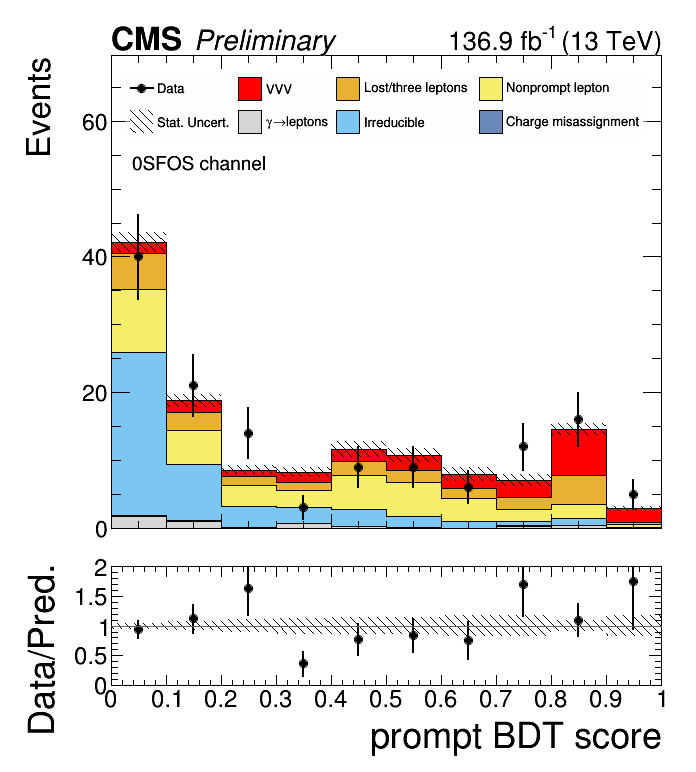 CMS Preliminary 136.9 fb-1 (13 TeV)
Events
Data VVV Lost/three leptons Nonprompt lepton
Stat. Uncert. γ→leptons Irreducible Charge misassignment
0SFOS channel
60
40
20
0
Data/Pred.
2
1.5
1
0.5
0
0 0.1 0.2 0.3 0.4 0.5 0.6 0.7 0.8 0.9 1
prompt BDT score